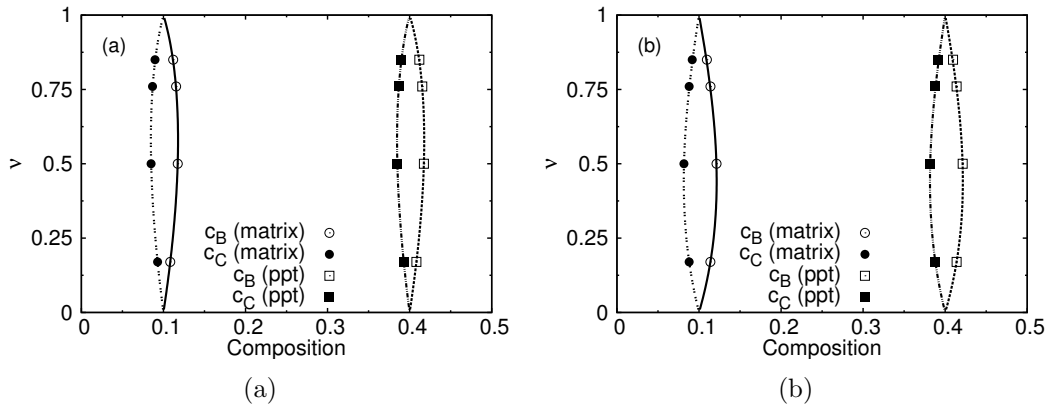 1
(a)
0.75
ν
0.5
0.25
c_B (matrix)
c_C (matrix)
c_B (ppt)
c_C (ppt)
0
0 0.1 0.2 0.3 0.4 0.5
Composition
(a)
1
(b)
0.75
ν
0.5
0.25
c_B (matrix)
c_C (matrix)
c_B (ppt)
c_C (ppt)
0
0 0.1 0.2 0.3 0.4 0.5
Composition
(b)